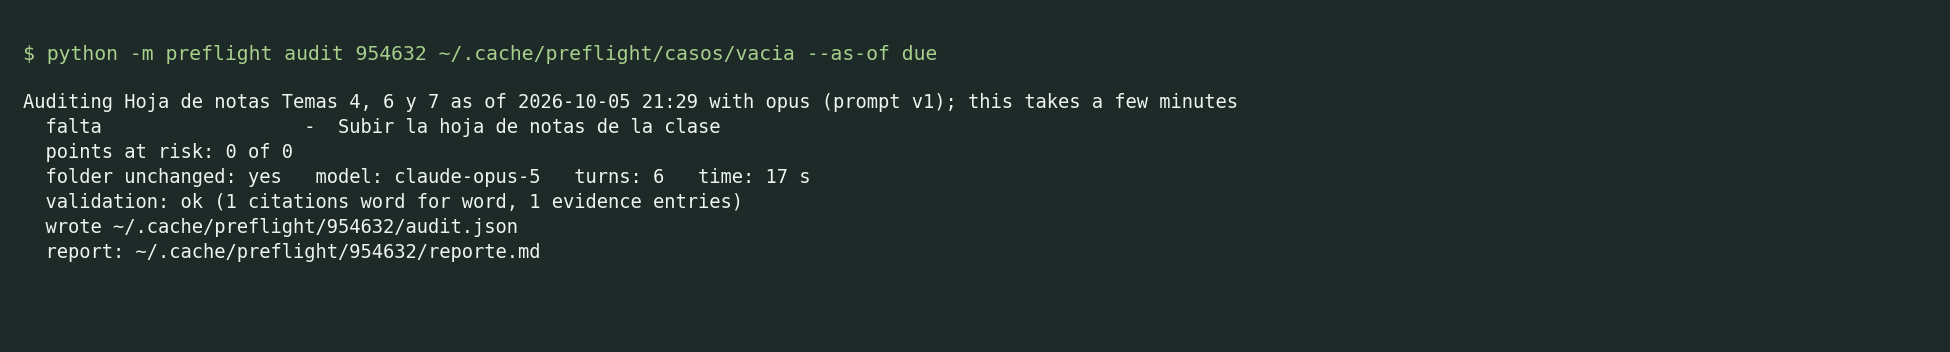 $ python -m preflight audit 954632 ~/.cache/preflight/casos/vacia --as-of due
Auditing Hoja de notas Temas 4, 6 y 7 as of 2026-10-05 21:29 with opus (prompt v1); this takes a few minutes
  falta                  -  Subir la hoja de notas de la clase
  points at risk: 0 of 0
  folder unchanged: yes   model: claude-opus-5   turns: 6   time: 17 s
  validation: ok (1 citations word for word, 1 evidence entries)
  wrote ~/.cache/preflight/954632/audit.json
  report: ~/.cache/preflight/954632/reporte.md